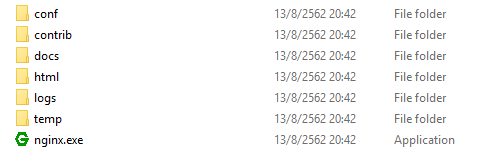 conf 13/8/2562 20:42 File folder
contrib 13/8/2562 20:42 File folder
docs 13/8/2562 20:42 File folder
html 13/8/2562 20:42 File folder
logs 13/8/2562 20:42 File folder
temp 13/8/2562 20:42 File folder
nginx.exe 13/8/2562 20:42 Application